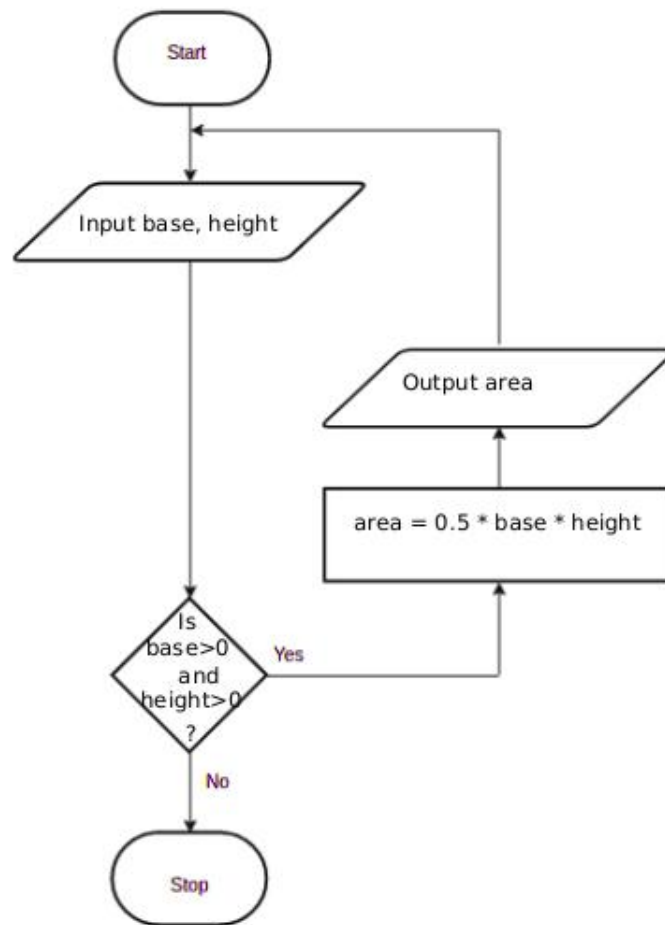 Start
Input base, height
Output area
area = 0.5 * base * height
Is
base>0
and
height>0
?
Yes
No
Stop